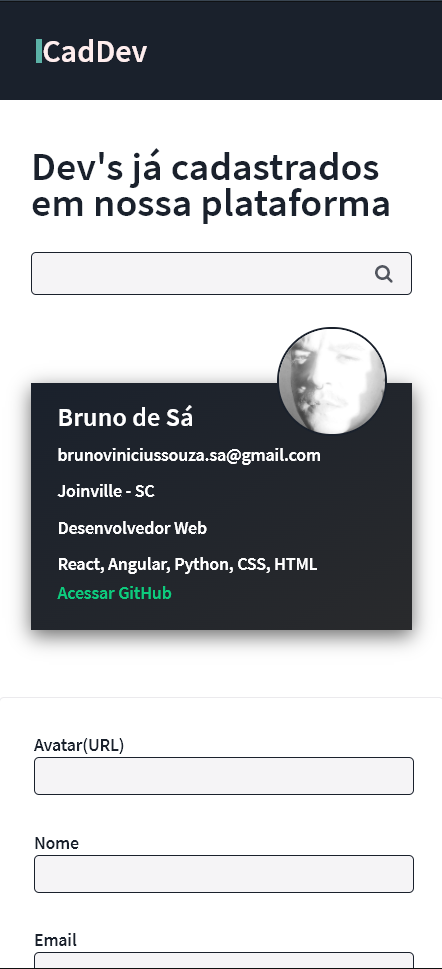 CadDev
Dev's já cadastrados
em nossa plataforma
Bruno de Sá
brunoviniciussouza.sa@gmail.com
Joinville - SC
Desenvolvedor Web
React, Angular, Python, CSS, HTML
Acessar GitHub
Avatar(URL)
Nome
Email